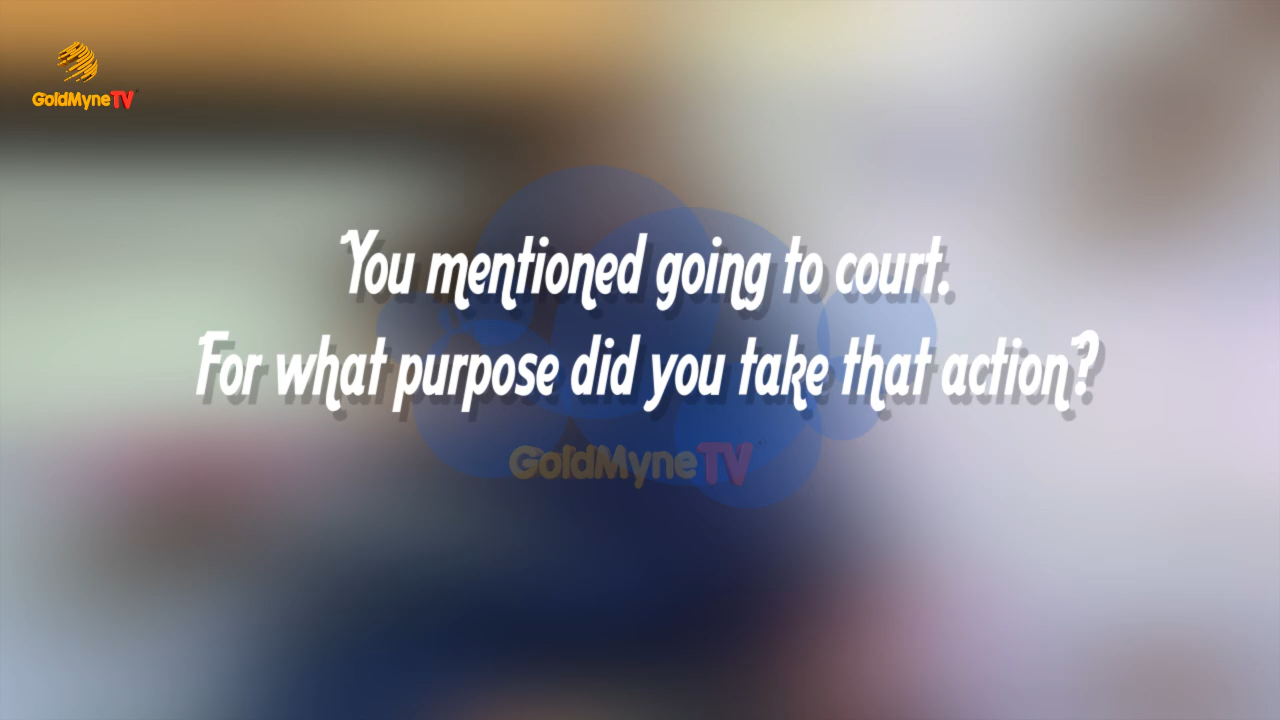 GoldMyneTV
You mentioned going to court.
For what purpose did you take that action?
GoldMyneTV